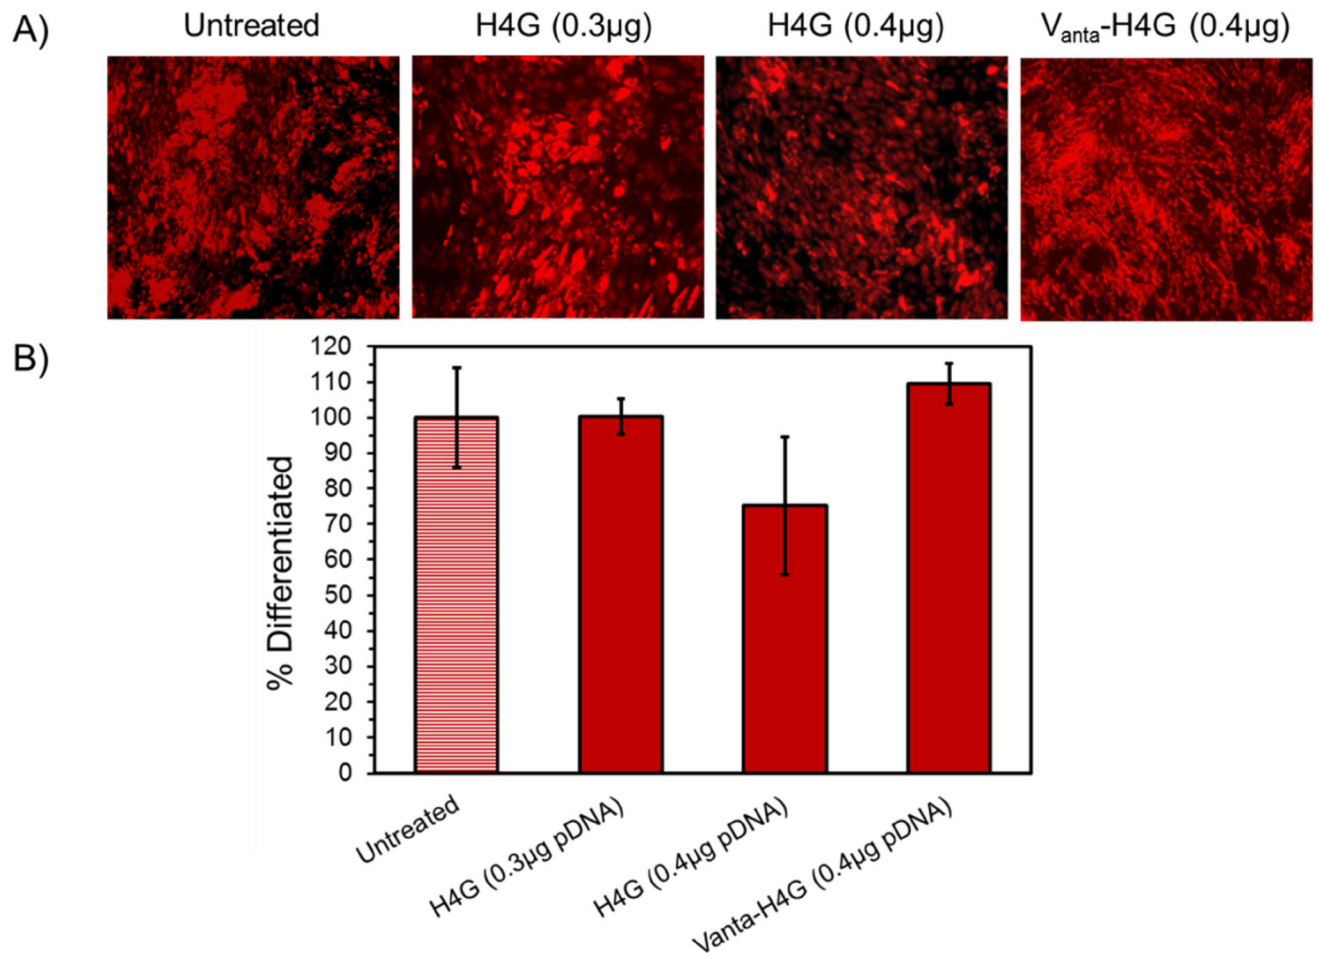 A)
Untreated
H4G (0.3µg)
H4G (0.4µg)
Vanta-H4G (0.4µg)
B)
% Differentiated
120
110
100
90
80
70
60
50
40
30
20
10
0
Untreated
H4G (0.3µg pDNA)
H4G (0.4µg pDNA)
Vanta-H4G (0.4µg pDNA)